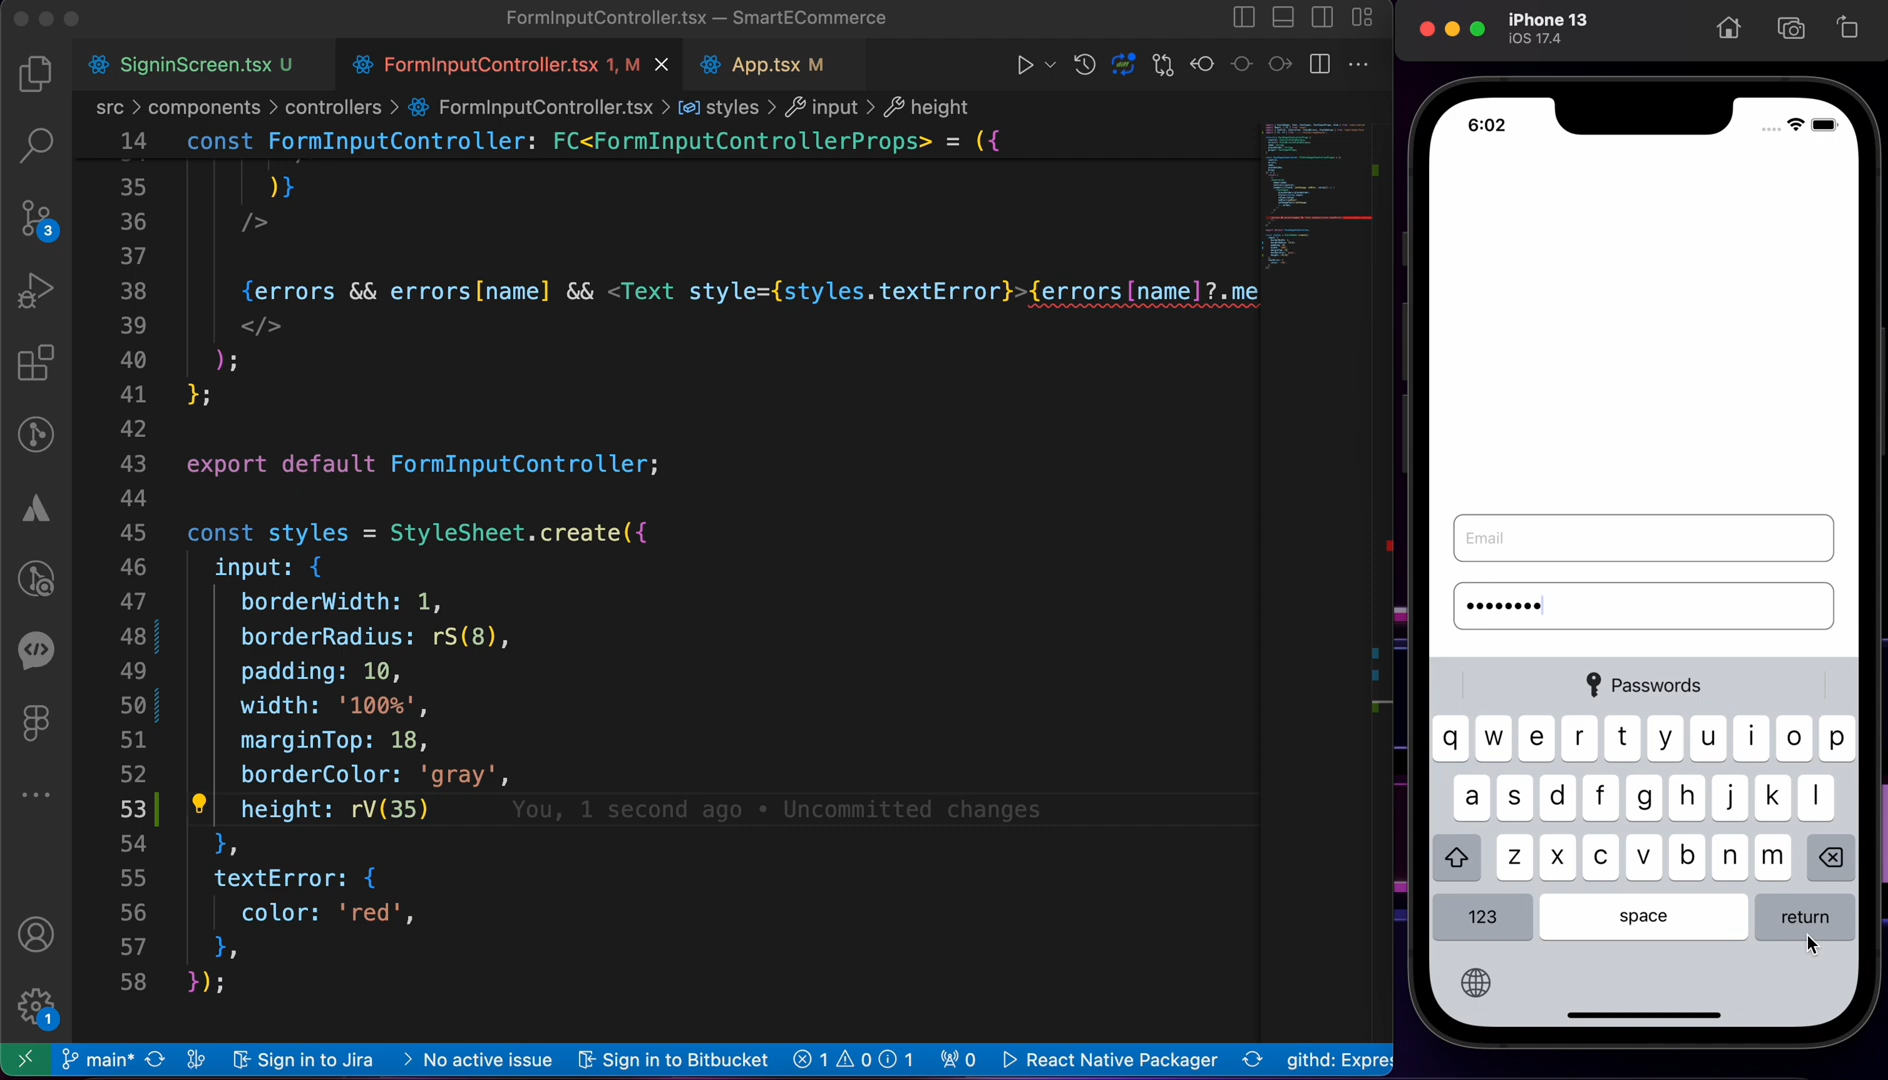 FormInputController.tsx — SmartECommerce
SigninScreen.tsx U
FormInputController.tsx 1, M
App.tsx M
src > components > controllers > FormInputController.tsx > styles > input > height
14 const FormInputController: FC<FormInputControllerProps> = ({
35 )}
36 />
37
38 {errors && errors[name] && <Text style={styles.textError}>{errors[name]?.me
39 </>
40 );
41 };
42
43 export default FormInputController;
44
45 const styles = StyleSheet.create({
46 input: {
47 borderWidth: 1,
48 borderRadius: rS(8),
49 padding: 10,
50 width: '100%',
51 marginTop: 18,
52 borderColor: 'gray',
53 height: rV(35) You, 1 second ago • Uncommitted changes
54 },
55 textError: {
56 color: 'red',
57 },
58 });
3
1
main* Sign in to Jira > No active issue Sign in to Bitbucket 1 0 1 0 React Native Packager githd: Expres
iPhone 13
iOS 17.4
6:02
Email
••••••••
Passwords
q w e r t y u i o p
a s d f g h j k l
z x c v b n m
123 space return